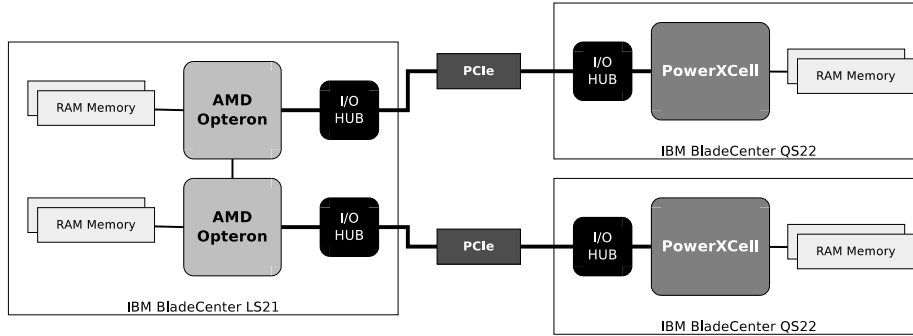 RAM Memory
AMD
Opteron
I/O
HUB
PCIe
I/O
HUB
PowerXCell
RAM Memory
IBM BladeCenter QS22
RAM Memory
AMD
Opteron
I/O
HUB
PCIe
I/O
HUB
PowerXCell
RAM Memory
IBM BladeCenter LS21
IBM BladeCenter QS22